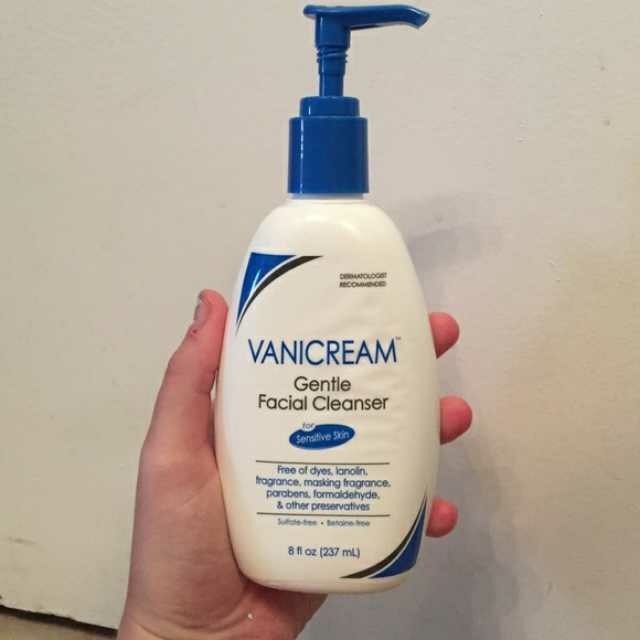 DERMATOLOGIST
RECOMMENDED
VANICREAM™
Gentle
Facial Cleanser
for
Sensitive Skin
Free of dyes, lanolin,
fragrance, masking fragrance,
parabens, formaldehyde,
& other preservatives
Sulfate-free • Betaine-free
8 fl oz (237 mL)